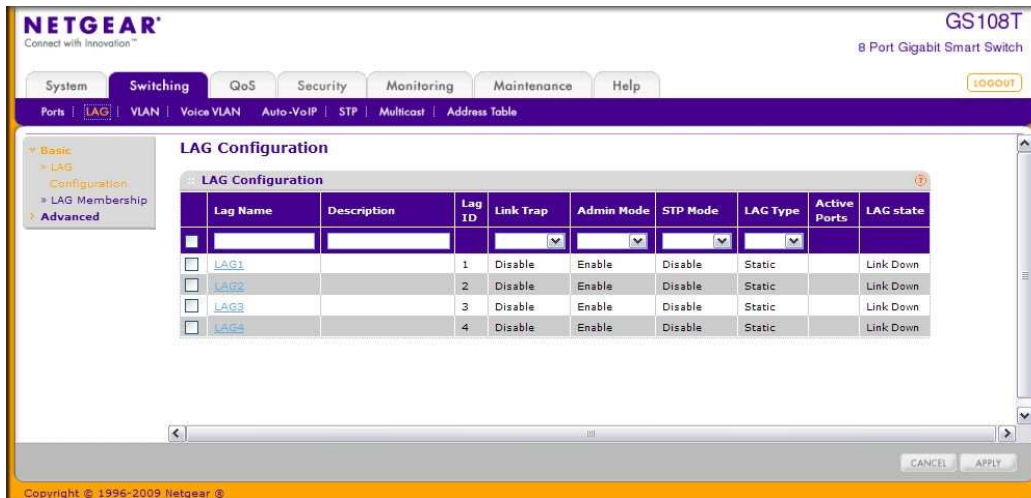 NETGEAR®
Connect with Innovation™
GS108T
8 Port Gigabit Smart Switch
System Switching QoS Security Monitoring Maintenance Help LOGOUT
Ports | LAG | VLAN | Voice VLAN Auto-VoIP | STP | Multicast | Address Table
Basic
» LAG Configuration
» LAG Membership
Advanced
LAG Configuration
LAG Configuration
Lag Name Description Lag ID Link Trap Admin Mode STP Mode LAG Type Active Ports LAG state
LAG1 1 Disable Enable Disable Static Link Down
LAG2 2 Disable Enable Disable Static Link Down
LAG3 3 Disable Enable Disable Static Link Down
LAG4 4 Disable Enable Disable Static Link Down
CANCEL APPLY
Copyright © 1996-2009 Netgear ®